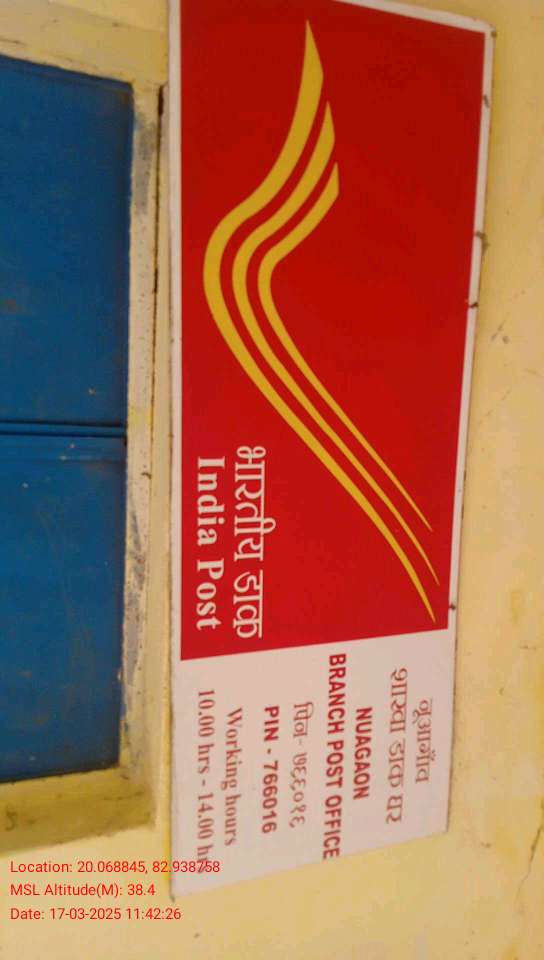 भारतीय डाक
India Post
नूआगाँव
शाखा डाक घर
NUAGAON
BRANCH POST OFFICE
पिन- ७६६०१६
PIN - 766016
Working hours
10.00 hrs - 14.00 hrs
Location: 20.068845, 82.938758
MSL Altitude(M): 38.4
Date: 17-03-2025 11:42:26